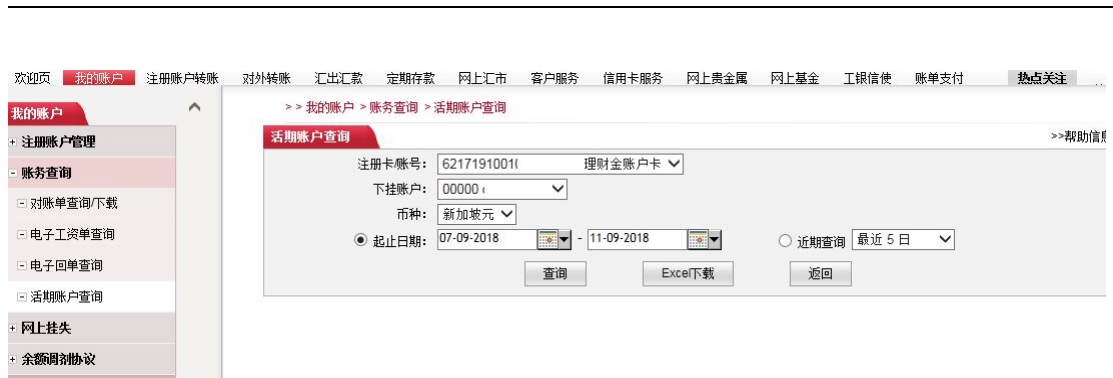 欢迎页 我的账户 注册账户转账 对外转账 汇出汇款 定期存款 网上汇市 客户服务 信用卡服务 网上贵金属 网上基金 工银信使 账单支付 热点关注
我的账户
> > 我的账户 > 账务查询 > 活期账户查询
+ 注册账户管理
- 账务查询
- 对账单查询/下载
- 电子工资单查询
- 电子回单查询
- 活期账户查询
+ 网上挂失
+ 余额调剂协议
活期账户查询
>>帮助信息
注册卡/账号: 6217191001( 理财金账户卡
下挂账户: 00000
币种: 新加坡元
起止日期: 07-09-2018 - 11-09-2018 近期查询 最近 5 日
查询 Excel下载 返回